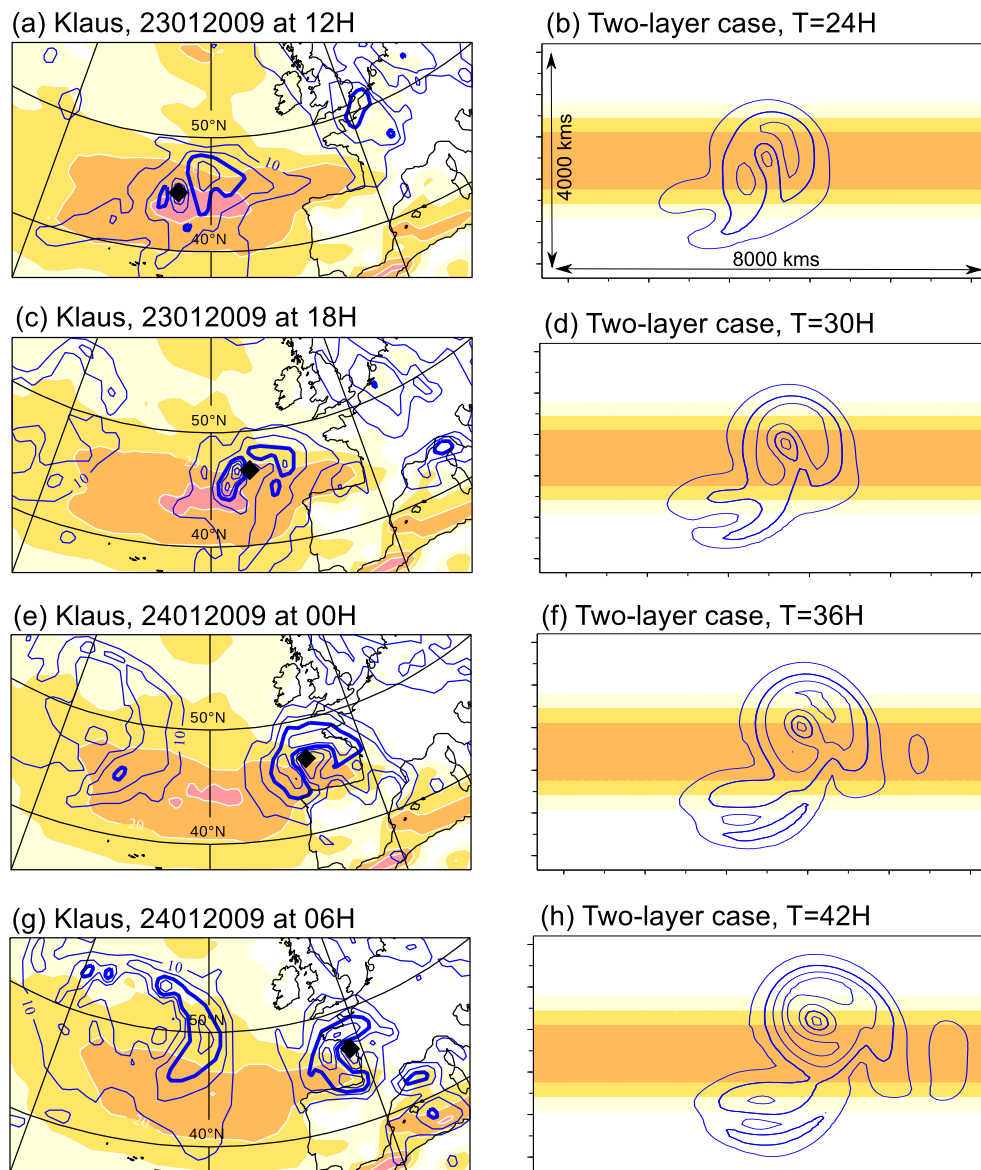 (a) Klaus, 23012009 at 12H
(b) Two-layer case, T=24H
50°N
10
40°N
4000 kms
8000 kms
(c) Klaus, 23012009 at 18H
(d) Two-layer case, T=30H
50°N
10
40°N
(e) Klaus, 24012009 at 00H
(f) Two-layer case, T=36H
50°N
10
20
40°N
(g) Klaus, 24012009 at 06H
(h) Two-layer case, T=42H
10
10
50°N
20
40°N